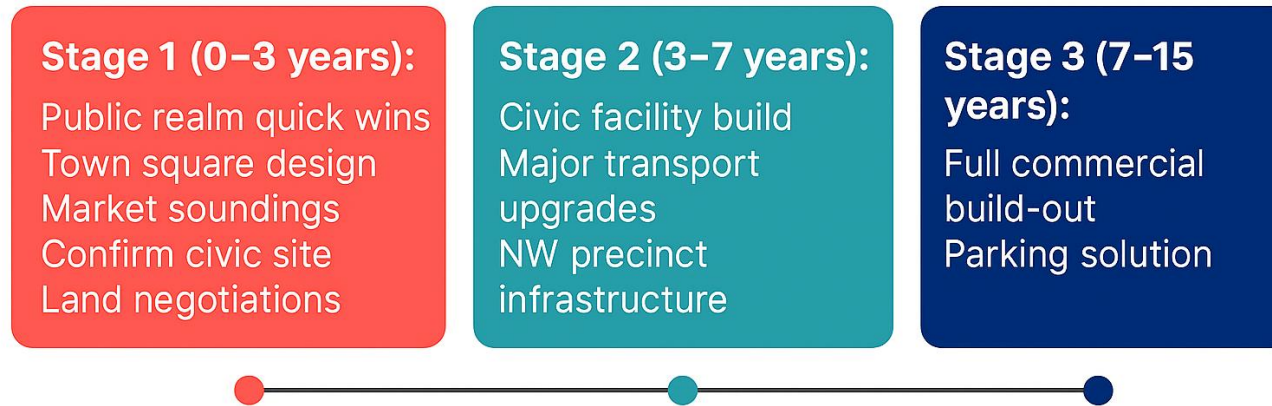 Stage 1 (0–3 years):
Public realm quick wins
Town square design
Market soundings
Confirm civic site
Land negotiations
Stage 2 (3–7 years):
Civic facility build
Major transport
upgrades
NW precinct
infrastructure
Stage 3 (7–15
years):
Full commercial
build-out
Parking solution